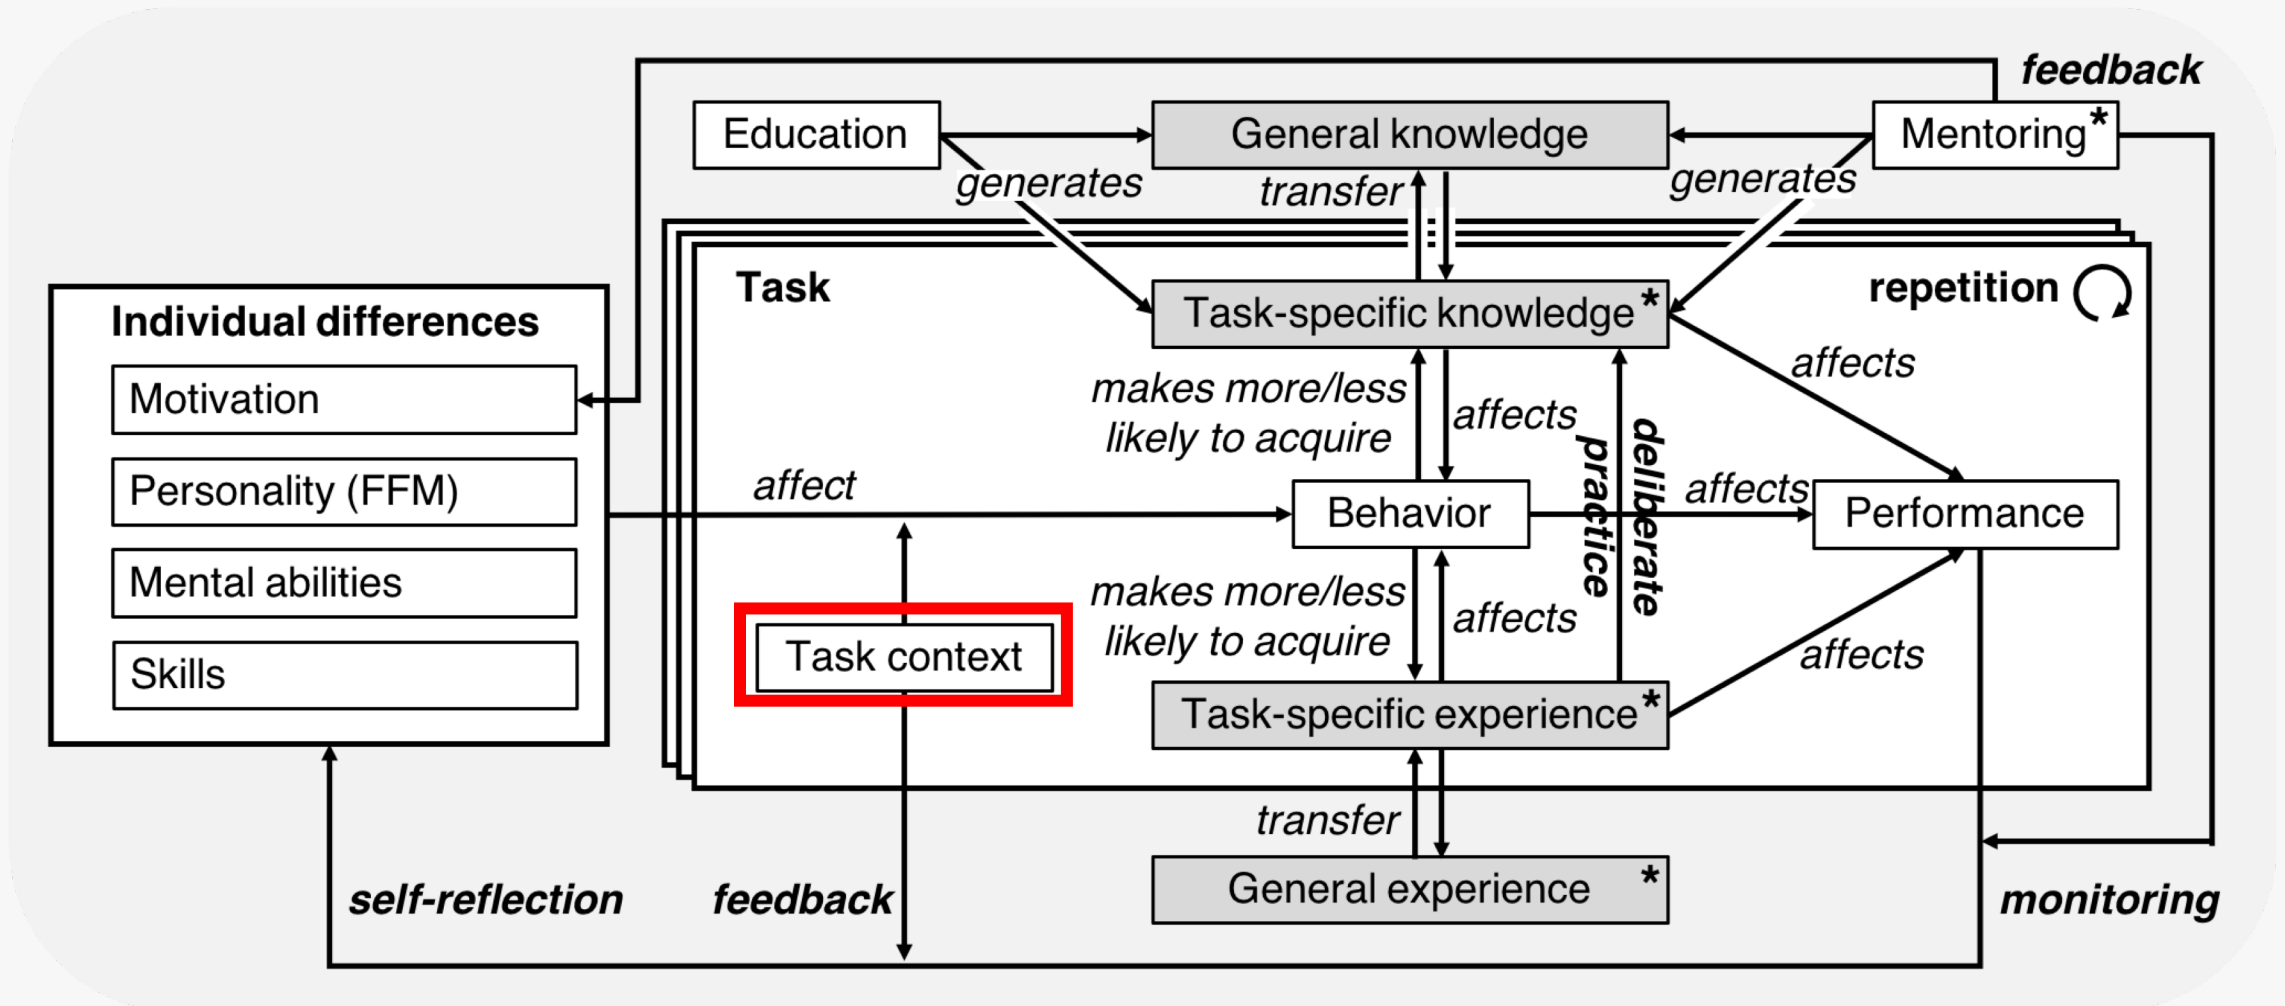 feedback
Education
General knowledge
Mentoring*
generates
transfer
generates
Task
repetition
Individual differences
Task-specific knowledge*
Motivation
makes more/less
likely to acquire
affects
affects
deliberate
practice
Personality (FFM)
affect
Behavior
affects
Performance
Mental abilities
makes more/less
likely to acquire
affects
Task context
affects
Skills
Task-specific experience*
transfer
General experience *
self-reflection
feedback
monitoring